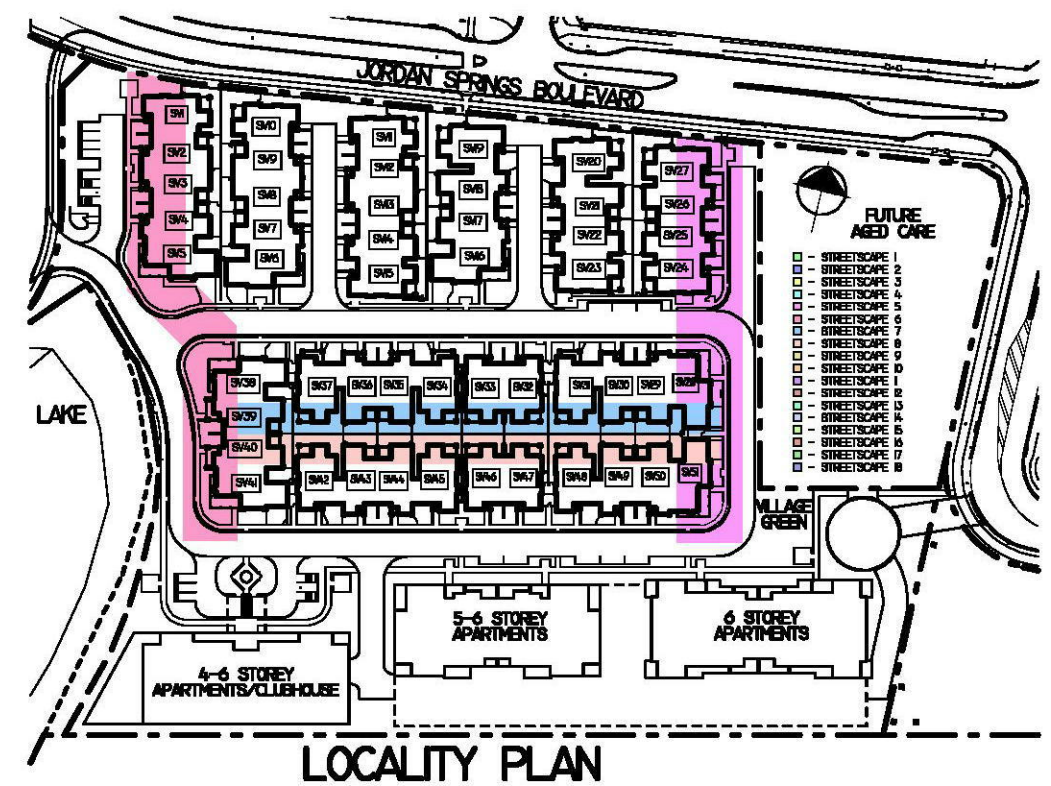 JORDAN SPRINGS BOULEVARD
SV1
SV2
SV3
SV4
SV5
SV10
SV9
SV8
SV7
SV6
SV11
SV12
SV13
SV14
SV15
SV19
SV18
SV17
SV16
SV20
SV21
SV22
SV23
SV27
SV26
SV25
SV24
FUTURE
AGED CARE
- STREETSCAPE 1
- STREETSCAPE 2
- STREETSCAPE 3
- STREETSCAPE 4
- STREETSCAPE 5
- STREETSCAPE 6
- STREETSCAPE 7
- STREETSCAPE 8
- STREETSCAPE 9
- STREETSCAPE 10
- STREETSCAPE 11
- STREETSCAPE 12
- STREETSCAPE 13
- STREETSCAPE 14
- STREETSCAPE 15
- STREETSCAPE 16
- STREETSCAPE 17
- STREETSCAPE 18
LAKE
SV38 SV37 SV36 SV35 SV34 SV33 SV32 SV31 SV30 SV29 SV28
SV39
SV40
SV41 SV42 SV43 SV44 SV45 SV46 SV47 SV48 SV49 SV50 SV51
VILLAGE
GREEN
5-6 STOREY
APARTMENTS
6 STOREY
APARTMENTS
4-6 STOREY
APARTMENTS/CLUBHOUSE
LOCALITY PLAN